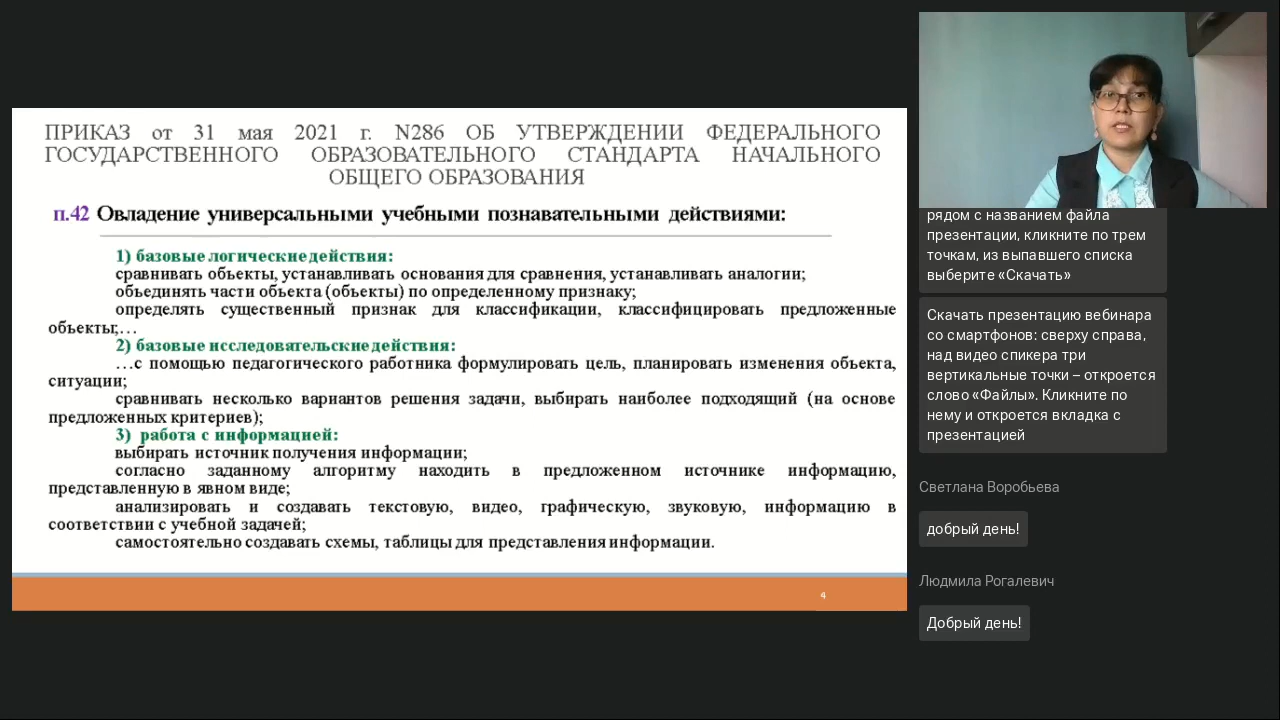 ПРИКАЗ от 31 мая 2021 г. N286 ОБ УТВЕРЖДЕНИИ ФЕДЕРАЛЬНОГО
ГОСУДАРСТВЕННОГО ОБРАЗОВАТЕЛЬНОГО СТАНДАРТА НАЧАЛЬНОГО
ОБЩЕГО ОБРАЗОВАНИЯ
п.42 Овладение универсальными учебными познавательными действиями:
1) базовые логические действия:
сравнивать объекты, устанавливать основания для сравнения, устанавливать аналогии;
объединять части объекта (объекты) по определенному признаку;
определять существенный признак для классификации, классифицировать предложенные
объекты;…
2) базовые исследовательские действия:
…с помощью педагогического работника формулировать цель, планировать изменения объекта,
ситуации;
сравнивать несколько вариантов решения задачи, выбирать наиболее подходящий (на основе
предложенных критериев);
3) работа с информацией:
выбирать источник получения информации;
согласно заданному алгоритму находить в предложенном источнике информацию,
представленную в явном виде;
анализировать и создавать текстовую, видео, графическую, звуковую, информацию в
соответствии с учебной задачей;
самостоятельно создавать схемы, таблицы для представления информации.
4
рядом с названием файла
презентации, кликните по трем
точкам, из выпавшего списка
выберите «Скачать»
Скачать презентацию вебинара
со смартфонов: сверху справа,
над видео спикера три
вертикальные точки – откроется
слово «Файлы». Кликните по
нему и откроется вкладка с
презентацией
Светлана Воробьева
добрый день!
Людмила Рогалевич
Добрый день!